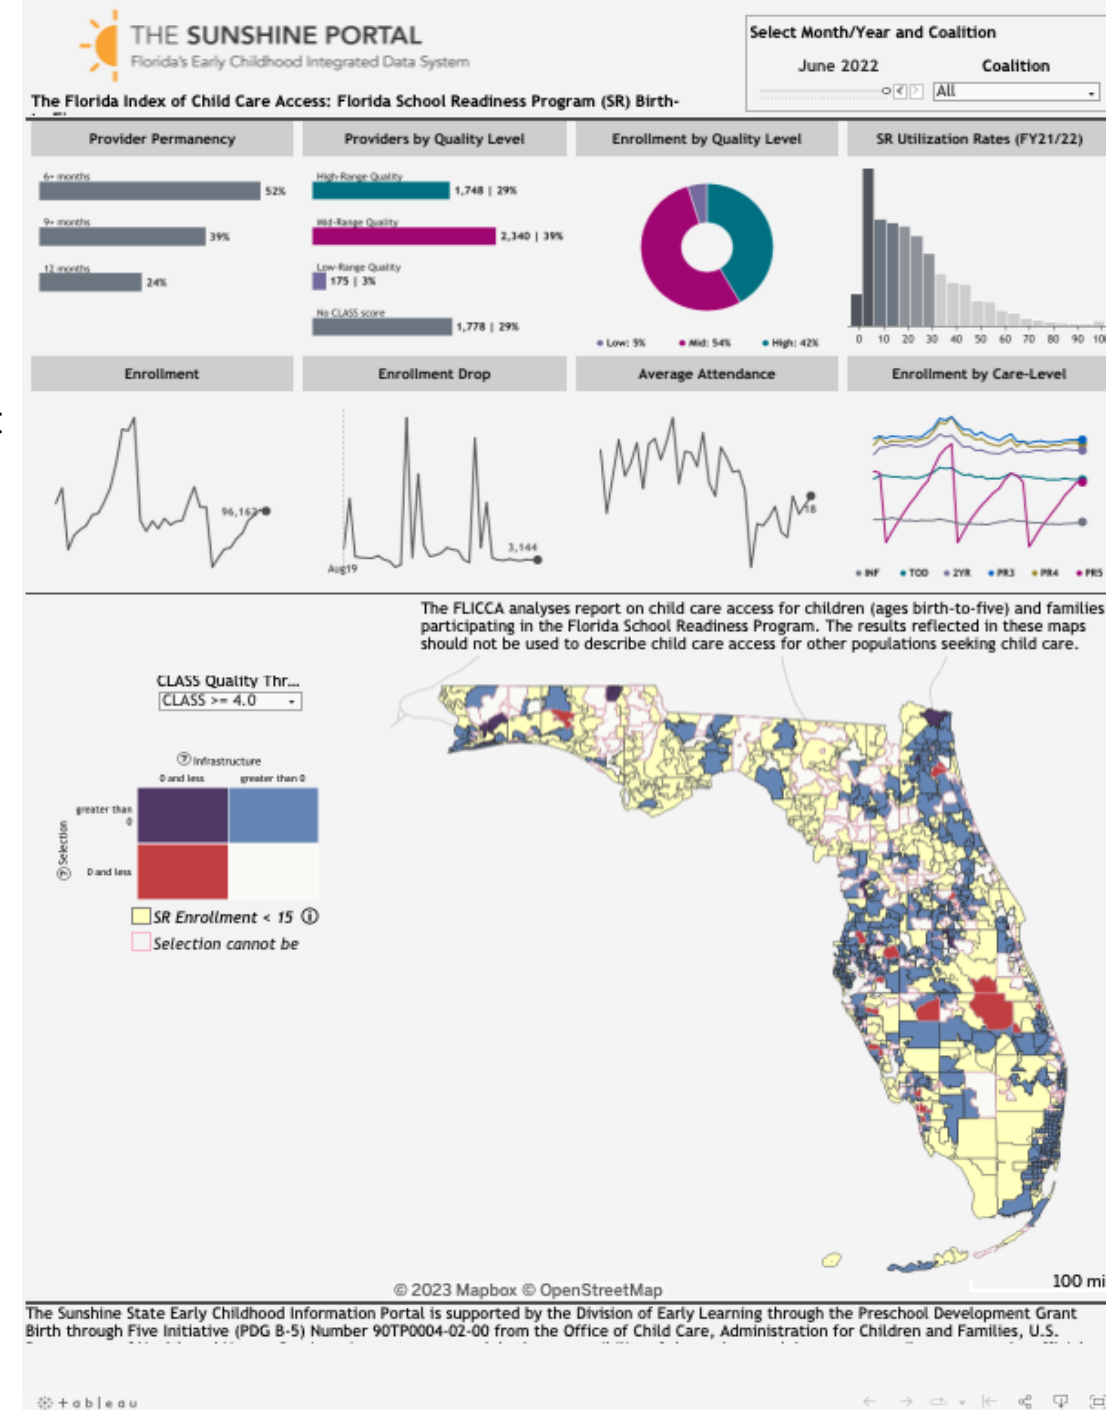 THE SUNSHINE PORTAL
Florida's Early Childhood Integrated Data System
Select Month/Year and Coalition
June 2022
Coalition
All
The Florida Index of Child Care Access: Florida School Readiness Program (SR) Birth-
Provider Permanency
6+ months
52%
9+ months
39%
12 months
24%
Providers by Quality Level
High-Range Quality
1,748 | 29%
Mid-Range Quality
2,340 | 39%
Low-Range Quality
175 | 3%
No CLASS score
1,778 | 29%
Enrollment by Quality Level
Low: 5% Mid: 54% High: 42%
SR Utilization Rates (FY21/22)
0 10 20 30 40 50 60 70 80 90 100
Enrollment
96,162
Enrollment Drop
3,144
Aug19
Average Attendance
18
Enrollment by Care-Level
INF TOD 2YR PR3 PR4 PR5
The FLICCA analyses report on child care access for children (ages birth-to-five) and families
participating in the Florida School Readiness Program. The results reflected in these maps
should not be used to describe child care access for other populations seeking child care.
CLASS Quality Thr...
CLASS >= 4.0
? Infrastructure
0 and less greater than 0
? Selection
greater than
0
0 and less
SR Enrollment < 15
Selection cannot be
100 mi
© 2023 Mapbox © OpenStreetMap
The Sunshine State Early Childhood Information Portal is supported by the Division of Early Learning through the Preschool Development Grant
Birth through Five Initiative (PDG B-5) Number 90TP0004-02-00 from the Office of Child Care, Administration for Children and Families, U.S.
+ableau